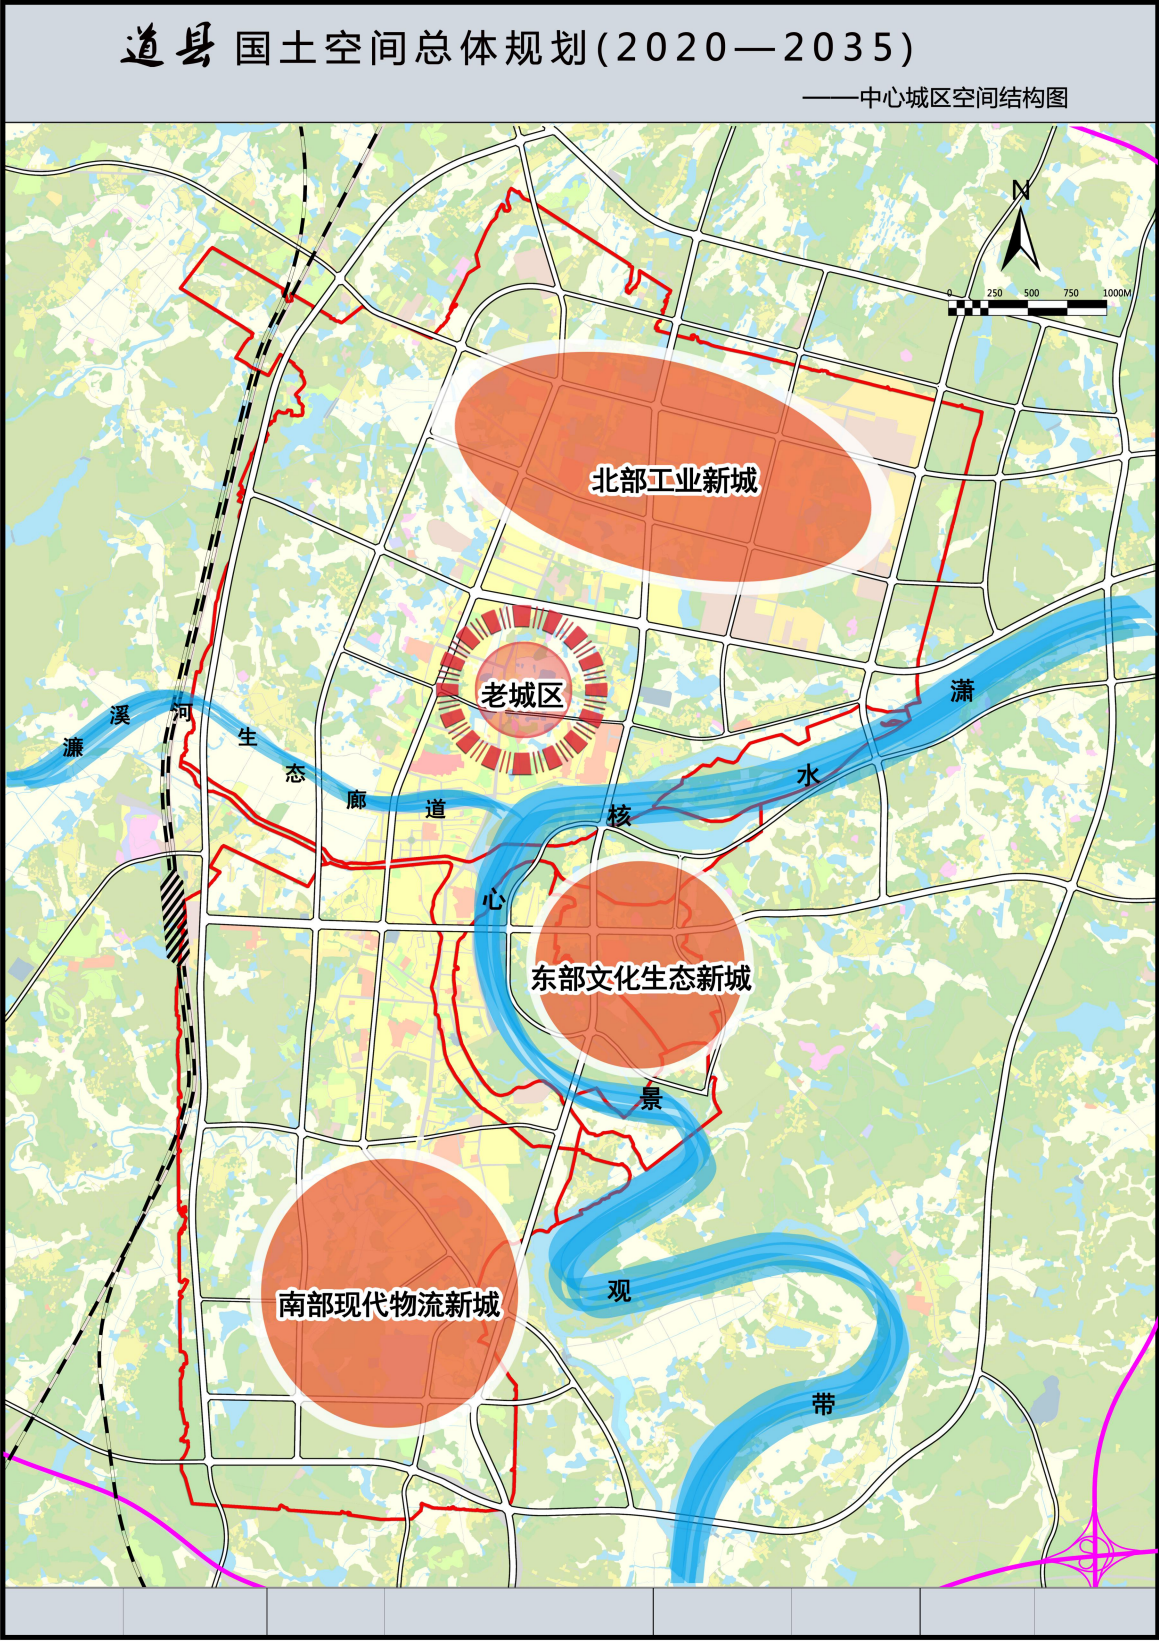 道县 国土空间总体规划(2020—2035)
——中心城区空间结构图
N
0 250 500 750 1000M
北部工业新城
老城区
濂溪河生态廊道
潇水核心景观带
东部文化生态新城
南部现代物流新城